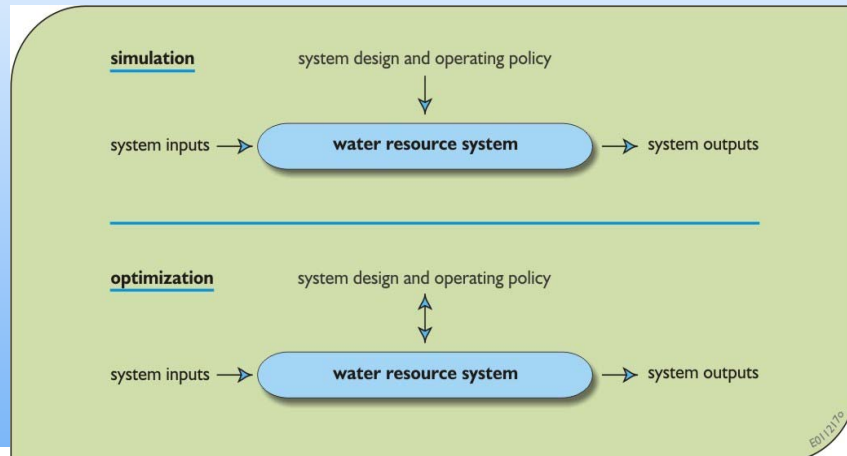 simulation
system design and operating policy
system inputs
water resource system
system outputs
optimization
system design and operating policy
system inputs
water resource system
system outputs
E011217o